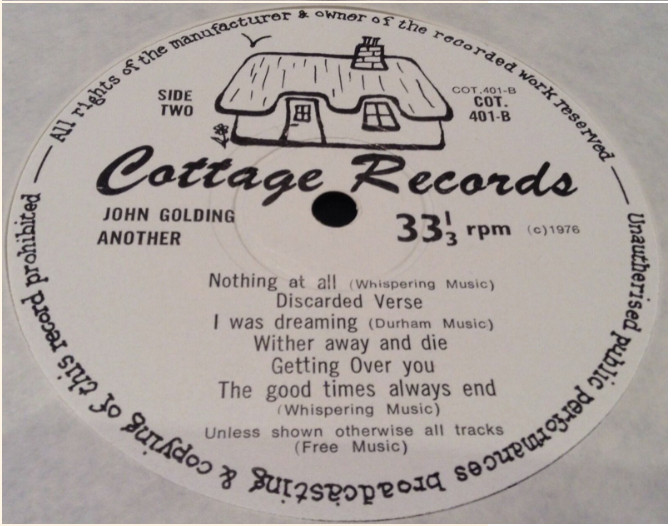 All rights of the manufacturer & owner of the recorded work reserved
Unauthorised public performances broadcasting & copying of this record prohibited
SIDE
TWO
COT.401-B
COT.
401-B
Cottage Records
JOHN GOLDING
ANOTHER
33⅓ rpm (c)1976
Nothing at all (Whispering Music)
Discarded Verse
I was dreaming (Durham Music)
Wither away and die
Getting Over you
The good times always end
(Whispering Music)
Unless shown otherwise all tracks
(Free Music)